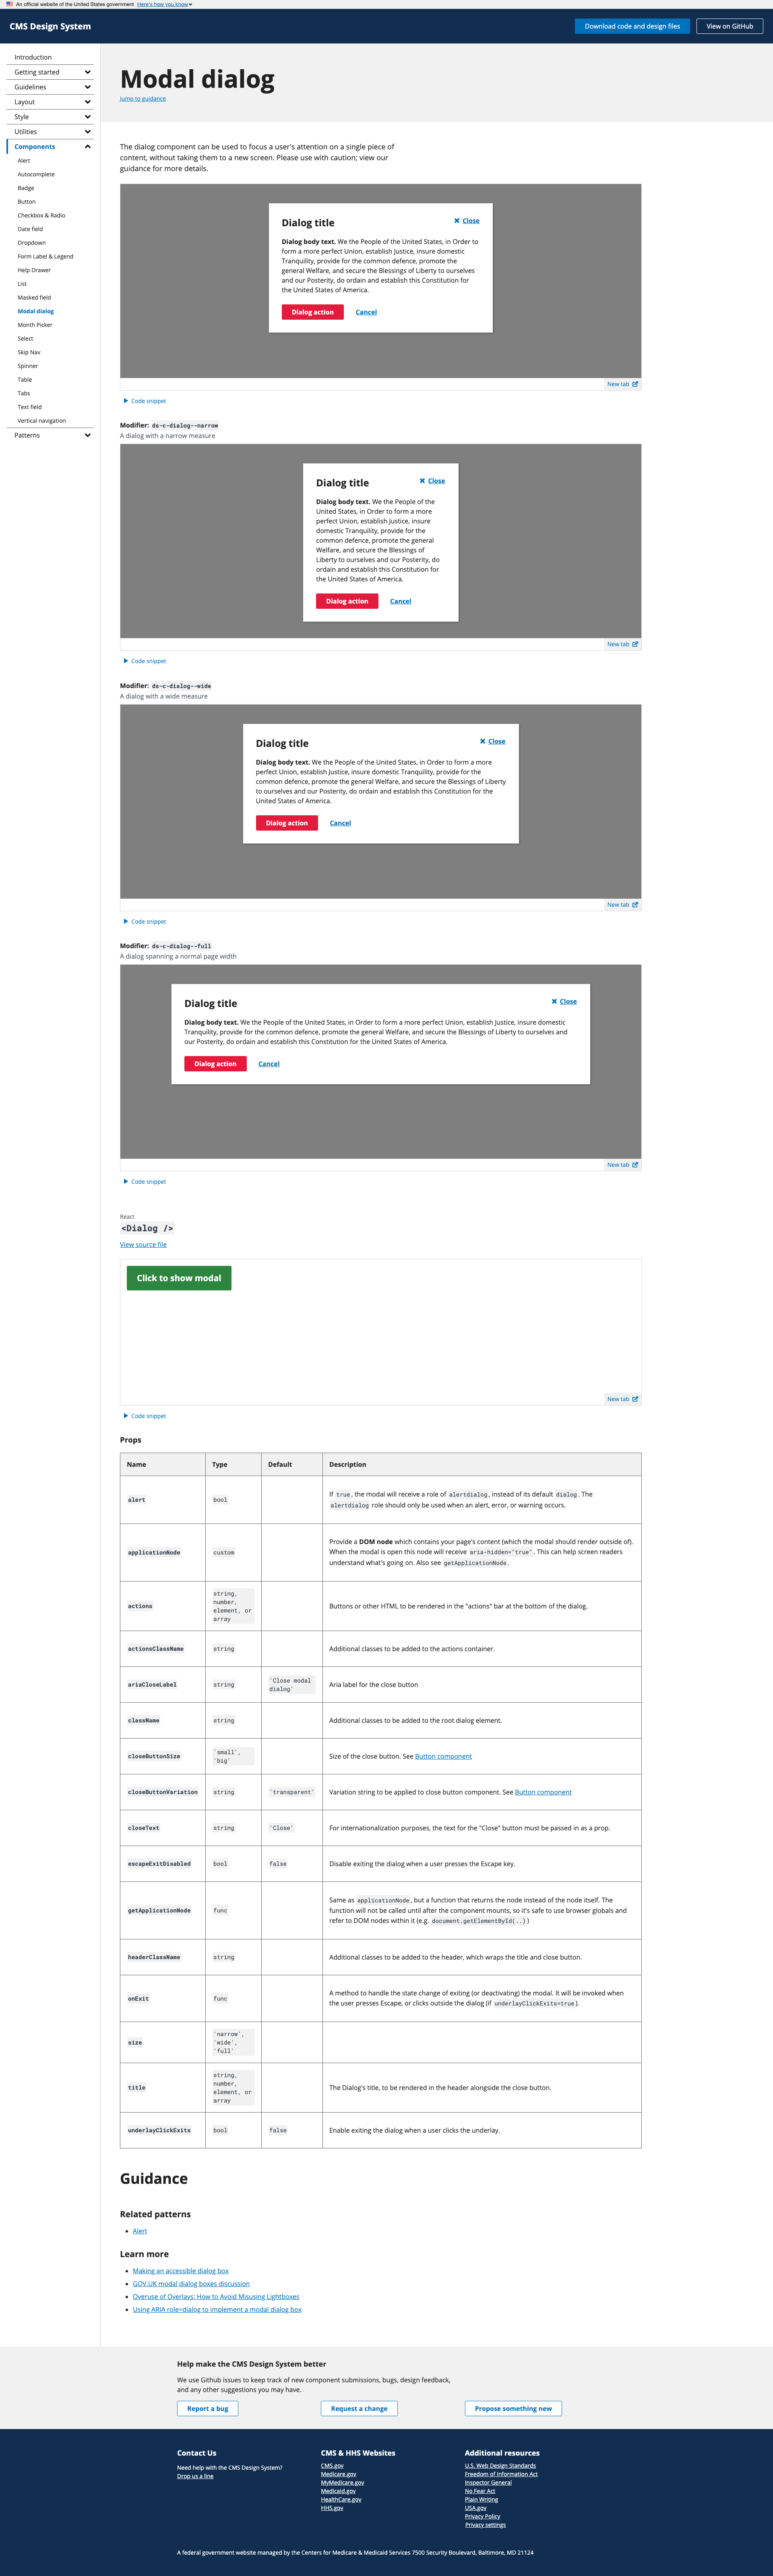 An official website of the United States government Here's how you know
CMS Design System
Download code and design files
View on GitHub
Introduction
Getting started
Guidelines
Layout
Style
Utilities
Components
Alert
Autocomplete
Badge
Button
Checkbox & Radio
Date field
Dropdown
Form Label & Legend
Help Drawer
List
Masked field
Modal dialog
Month Picker
Select
Skip Nav
Spinner
Table
Tabs
Text field
Vertical navigation
Patterns
Modal dialog
Jump to guidance
The dialog component can be used to focus a user's attention on a single piece of
content, without taking them to a new screen. Please use with caution; view our
guidance for more details.
Dialog title
Close
Dialog body text. We the People of the United States, in Order to
form a more perfect Union, establish Justice, insure domestic
Tranquility, provide for the common defence, promote the
general Welfare, and secure the Blessings of Liberty to ourselves
and our Posterity, do ordain and establish this Constitution for
the United States of America.
Dialog action
Cancel
New tab
Code snippet
Modifier: ds-c-dialog--narrow
A dialog with a narrow measure
Dialog title
Close
Dialog body text. We the People of the
United States, in Order to form a more
perfect Union, establish Justice, insure
domestic Tranquility, provide for the
common defence, promote the general
Welfare, and secure the Blessings of
Liberty to ourselves and our Posterity, do
ordain and establish this Constitution for
the United States of America.
Dialog action
Cancel
New tab
Code snippet
Modifier: ds-c-dialog--wide
A dialog with a wide measure
Dialog title
Close
Dialog body text. We the People of the United States, in Order to form a more
perfect Union, establish Justice, insure domestic Tranquility, provide for the
common defence, promote the general Welfare, and secure the Blessings of Liberty
to ourselves and our Posterity, do ordain and establish this Constitution for the
United States of America.
Dialog action
Cancel
New tab
Code snippet
Modifier: ds-c-dialog--full
A dialog spanning a normal page width
Dialog title
Close
Dialog body text. We the People of the United States, in Order to form a more perfect Union, establish Justice, insure domestic
Tranquility, provide for the common defence, promote the general Welfare, and secure the Blessings of Liberty to ourselves and
our Posterity, do ordain and establish this Constitution for the United States of America.
Dialog action
Cancel
New tab
Code snippet
React
<Dialog />
View source file
Click to show modal
New tab
Code snippet
Props
Name Type Default Description
alert bool If true, the modal will receive a role of alertdialog, instead of its default dialog. The
alertdialog role should only be used when an alert, error, or warning occurs.
applicationNode custom Provide a DOM node which contains your page's content (which the modal should render outside of).
When the modal is open this node will receive aria-hidden="true". This can help screen readers
understand what's going on. Also see getApplicationNode.
actions string, number, element, or array Buttons or other HTML to be rendered in the "actions" bar at the bottom of the dialog.
actionsClassName string Additional classes to be added to the actions container.
ariaCloseLabel string 'Close modal dialog' Aria label for the close button
className string Additional classes to be added to the root dialog element.
closeButtonSize 'small', 'big' Size of the close button. See Button component
closeButtonVariation string 'transparent' Variation string to be applied to close button component. See Button component
closeText string 'Close' For internationalization purposes, the text for the "Close" button must be passed in as a prop.
escapeExitDisabled bool false Disable exiting the dialog when a user presses the Escape key.
getApplicationNode func Same as applicationNode, but a function that returns the node instead of the node itself. The
function will not be called until after the component mounts, so it's safe to use browser globals and
refer to DOM nodes within it (e.g. document.getElementById(..))
headerClassName string Additional classes to be added to the header, which wraps the title and close button.
onExit func A method to handle the state change of exiting (or deactivating) the modal. It will be invoked when
the user presses Escape, or clicks outside the dialog (if underlayClickExits=true).
size 'narrow', 'wide', 'full'
title string, number, element, or array The Dialog's title, to be rendered in the header alongside the close button.
underlayClickExits bool false Enable exiting the dialog when a user clicks the underlay.
Guidance
Related patterns
Alert
Learn more
Making an accessible dialog box
GOV.UK modal dialog boxes discussion
Overuse of Overlays: How to Avoid Misusing Lightboxes
Using ARIA role=dialog to implement a modal dialog box
Help make the CMS Design System better
We use Github issues to keep track of new component submissions, bugs, design feedback,
and any other suggestions you may have.
Report a bug
Request a change
Propose something new
Contact Us
Need help with the CMS Design System?
Drop us a line
CMS & HHS Websites
CMS.gov
Medicare.gov
MyMedicare.gov
Medicaid.gov
HealthCare.gov
HHS.gov
Additional resources
U.S. Web Design Standards
Freedom of Information Act
Inspector General
No Fear Act
Plain Writing
USA.gov
Privacy Policy
Privacy settings
A federal government website managed by the Centers for Medicare & Medicaid Services 7500 Security Boulevard, Baltimore, MD 21124